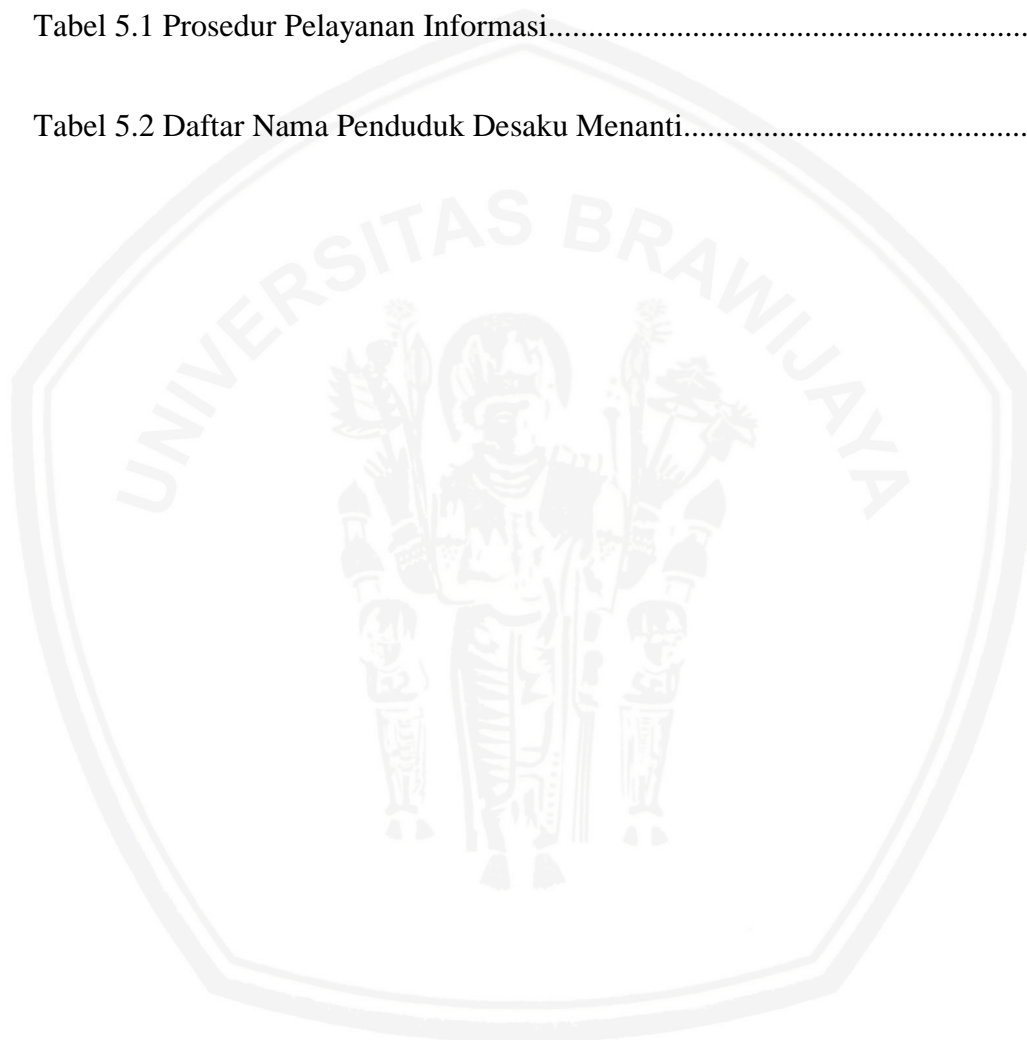 Tabel 5.1 Prosedur Pelayanan Informasi...........................................................
Tabel 5.2 Daftar Nama Penduduk Desaku Menanti..........................................
UNIVERSITAS BRAWIJAYA